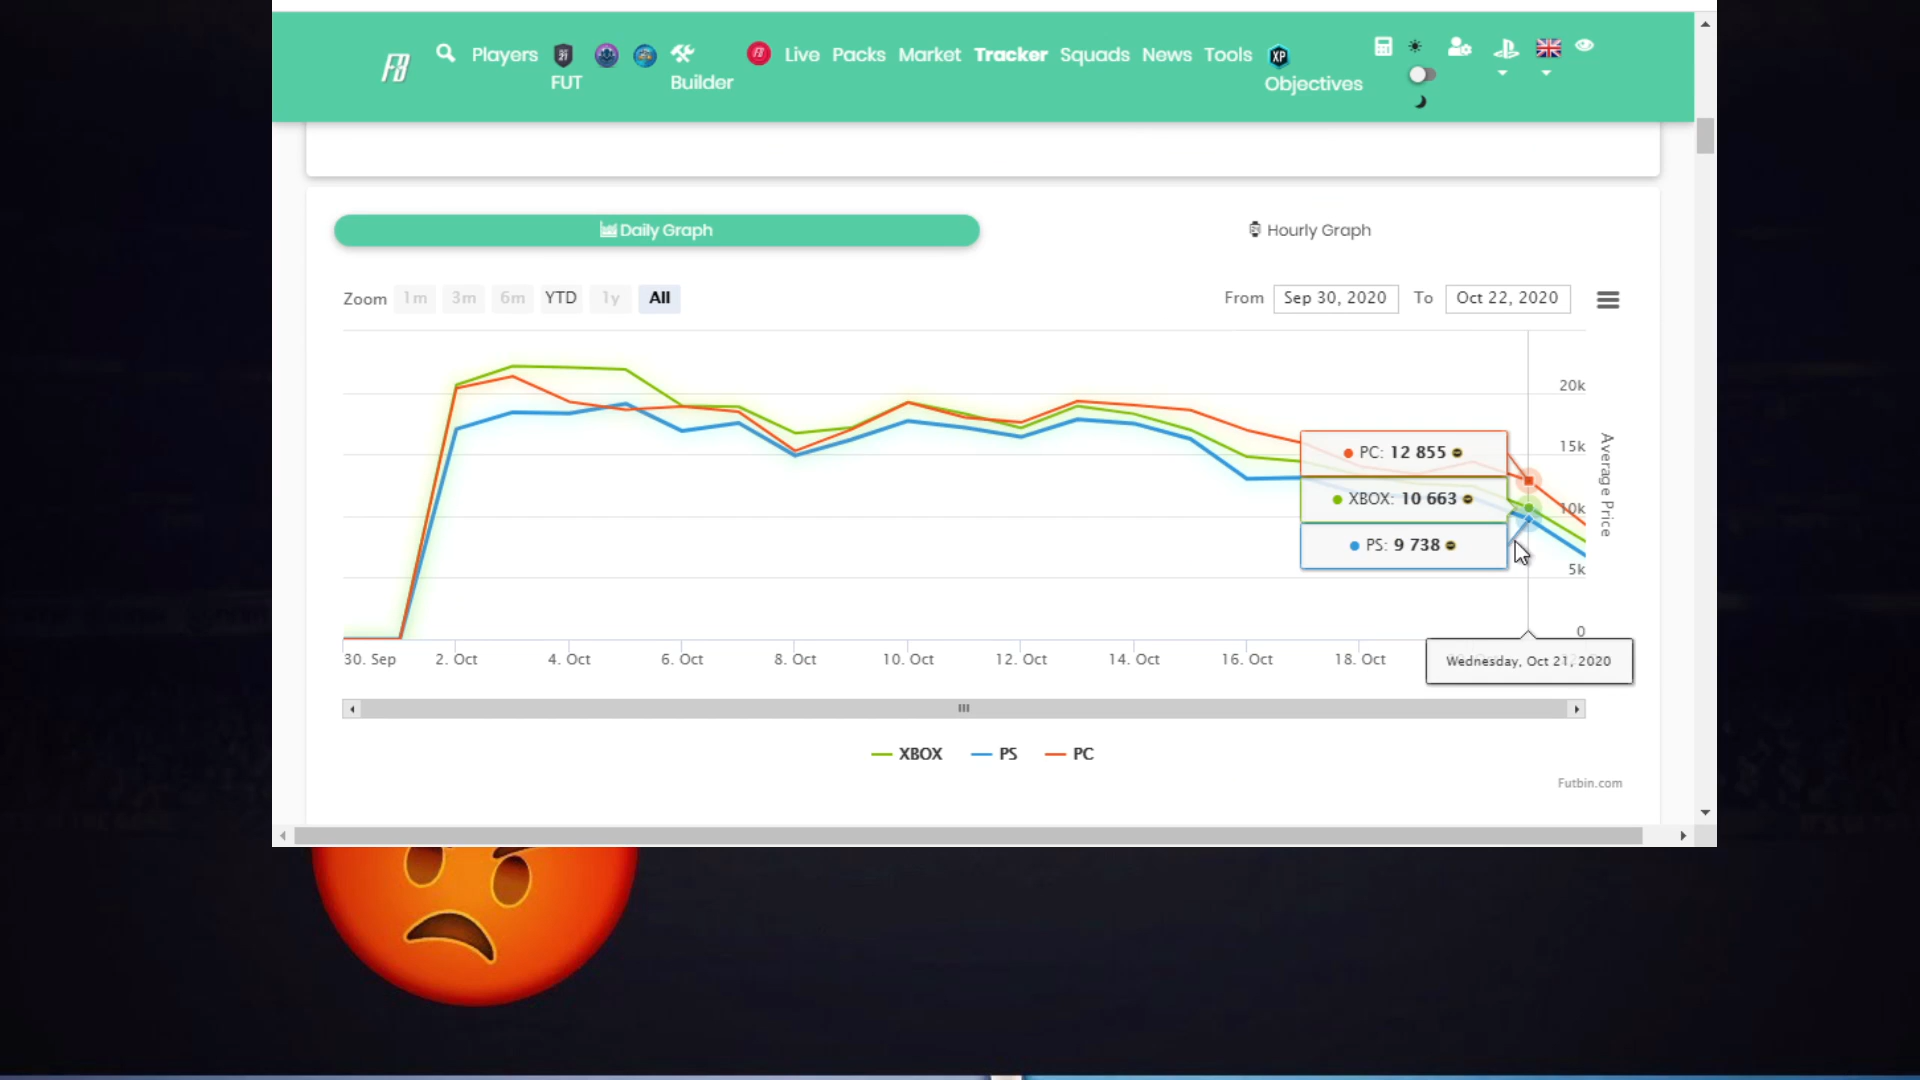 FB Players FUT Builder Live Packs Market Tracker Squads News Tools XP Objectives
Daily Graph
Hourly Graph
Zoom 1m 3m 6m YTD 1y All
From Sep 30, 2020 To Oct 22, 2020
20k
15k
10k
5k
0
Average Price
PC: 12 855
XBOX: 10 663
PS: 9 738
30. Sep 2. Oct 4. Oct 6. Oct 8. Oct 10. Oct 12. Oct 14. Oct 16. Oct 18. Oct
Wednesday, Oct 21, 2020
XBOX PS PC
Futbin.com